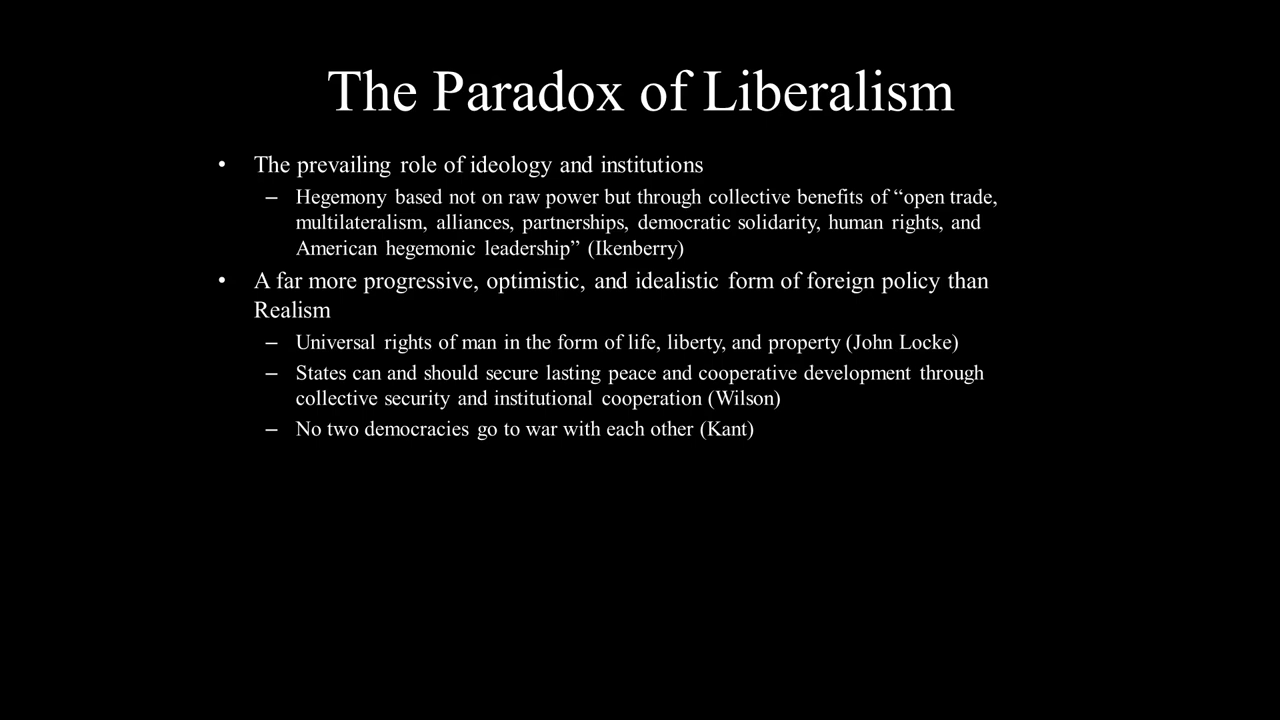 The Paradox of Liberalism
• The prevailing role of ideology and institutions
– Hegemony based not on raw power but through collective benefits of “open trade,
multilateralism, alliances, partnerships, democratic solidarity, human rights, and
American hegemonic leadership” (Ikenberry)
• A far more progressive, optimistic, and idealistic form of foreign policy than
Realism
– Universal rights of man in the form of life, liberty, and property (John Locke)
– States can and should secure lasting peace and cooperative development through
collective security and institutional cooperation (Wilson)
– No two democracies go to war with each other (Kant)